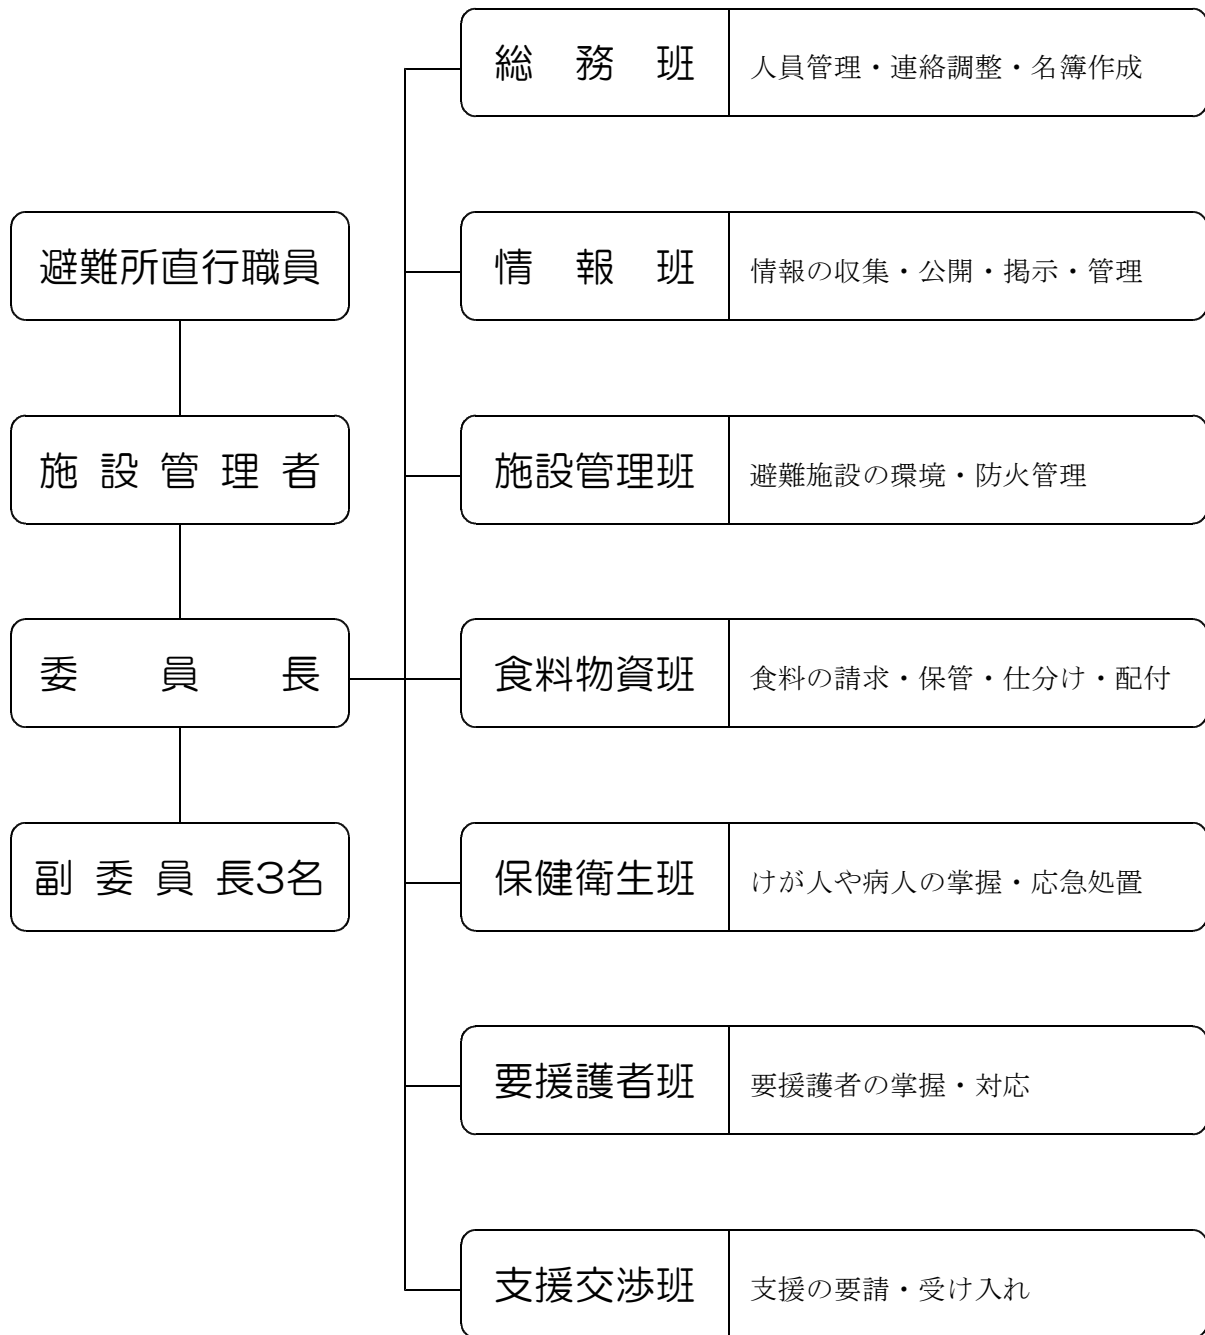 総務班 人員管理・連絡調整・名簿作成
避難所直行職員
情報班 情報の収集・公開・掲示・管理
施設管理者
施設管理班 避難施設の環境・防火管理
委員長
食料物資班 食料の請求・保管・仕分け・配付
副委員長3名
保健衛生班 けが人や病人の掌握・応急処置
要援護者班 要援護者の掌握・対応
支援交渉班 支援の要請・受け入れ